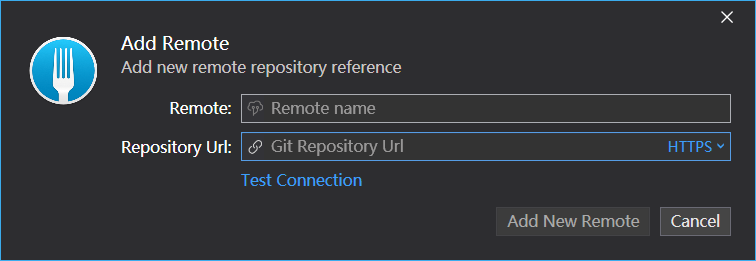 Add Remote
Add new remote repository reference
Remote: Remote name
Repository Url: Git Repository Url HTTPS
Test Connection
Add New Remote Cancel